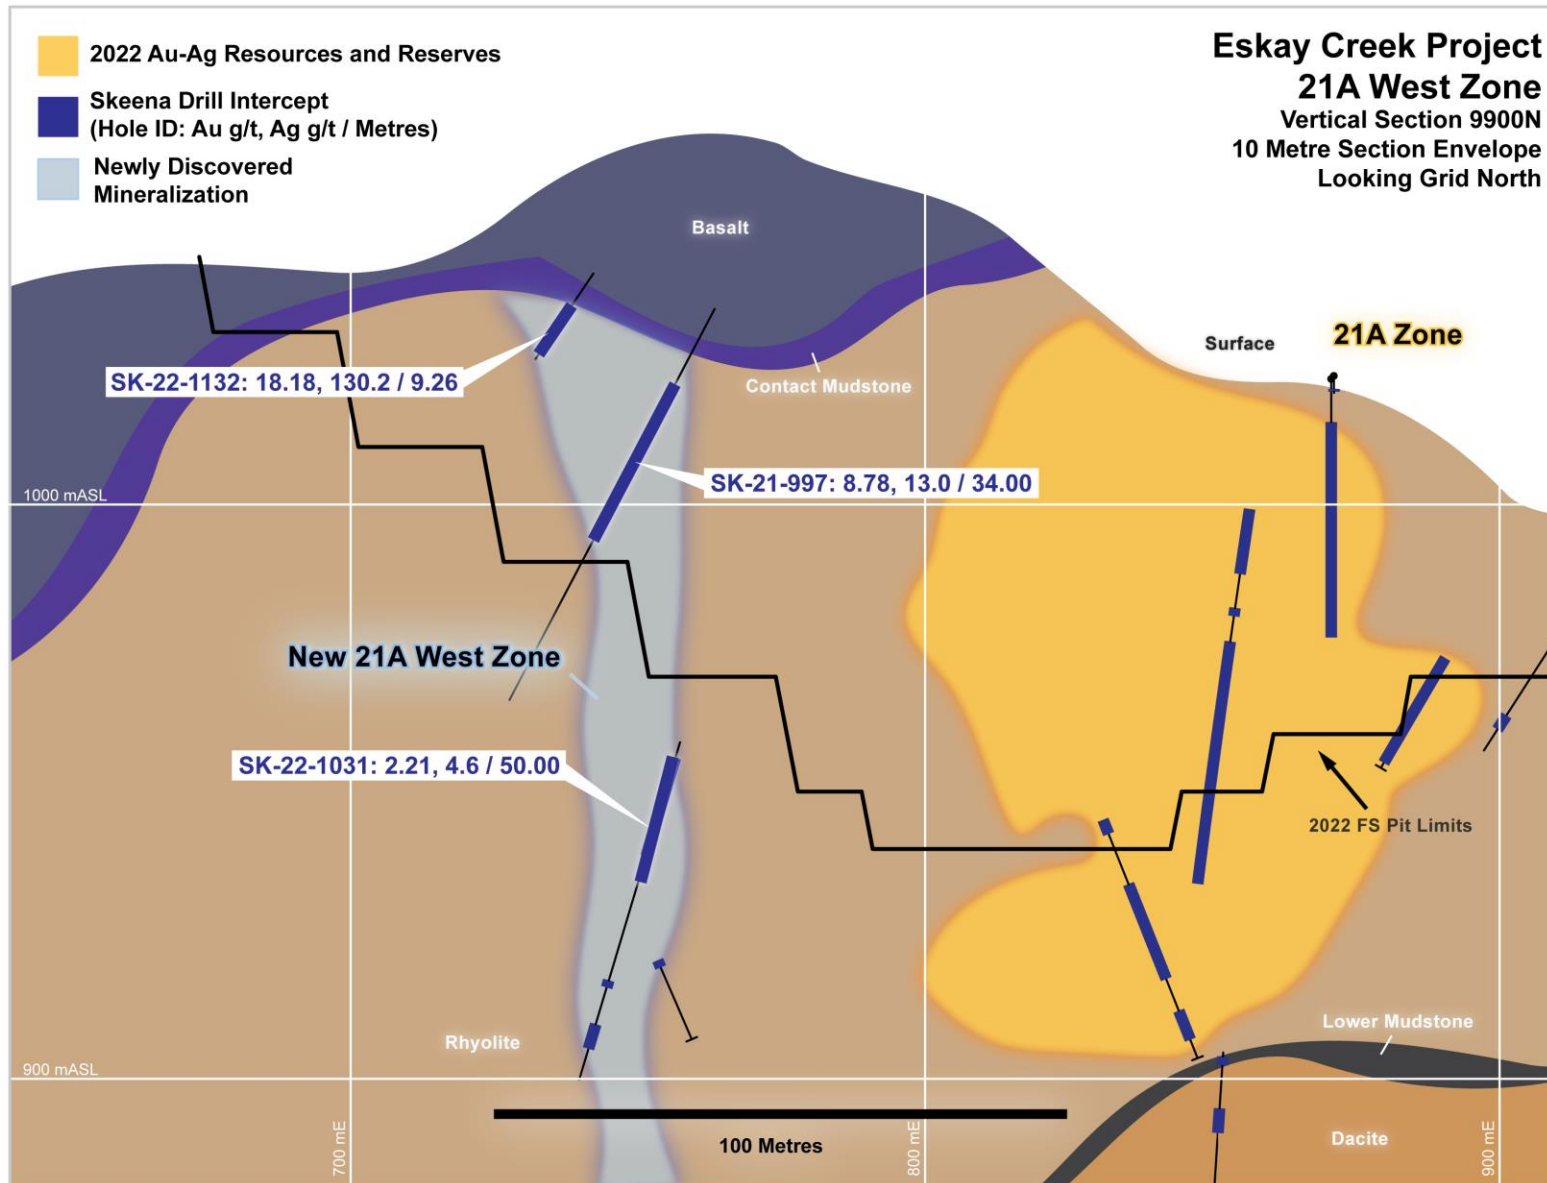 2022 Au-Ag Resources and Reserves
Skeena Drill Intercept
(Hole ID: Au g/t, Ag g/t / Metres)
Newly Discovered
Mineralization
Eskay Creek Project
21A West Zone
Vertical Section 9900N
10 Metre Section Envelope
Looking Grid North
Basalt
Surface
21A Zone
SK-22-1132: 18.18, 130.2 / 9.26
Contact Mudstone
SK-21-997: 8.78, 13.0 / 34.00
1000 mASL
New 21A West Zone
SK-22-1031: 2.21, 4.6 / 50.00
2022 FS Pit Limits
Rhyolite
Lower Mudstone
900 mASL
100 Metres
Dacite
700 mE
800 mE
900 mE